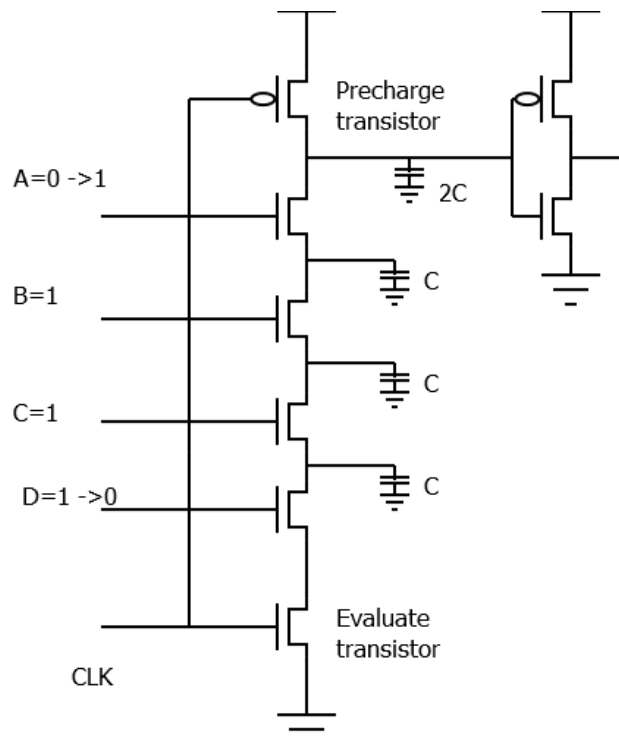 Precharge
transistor
A=0 ->1
2C
C
B=1
C
C=1
C
D=1 ->0
Evaluate
transistor
CLK